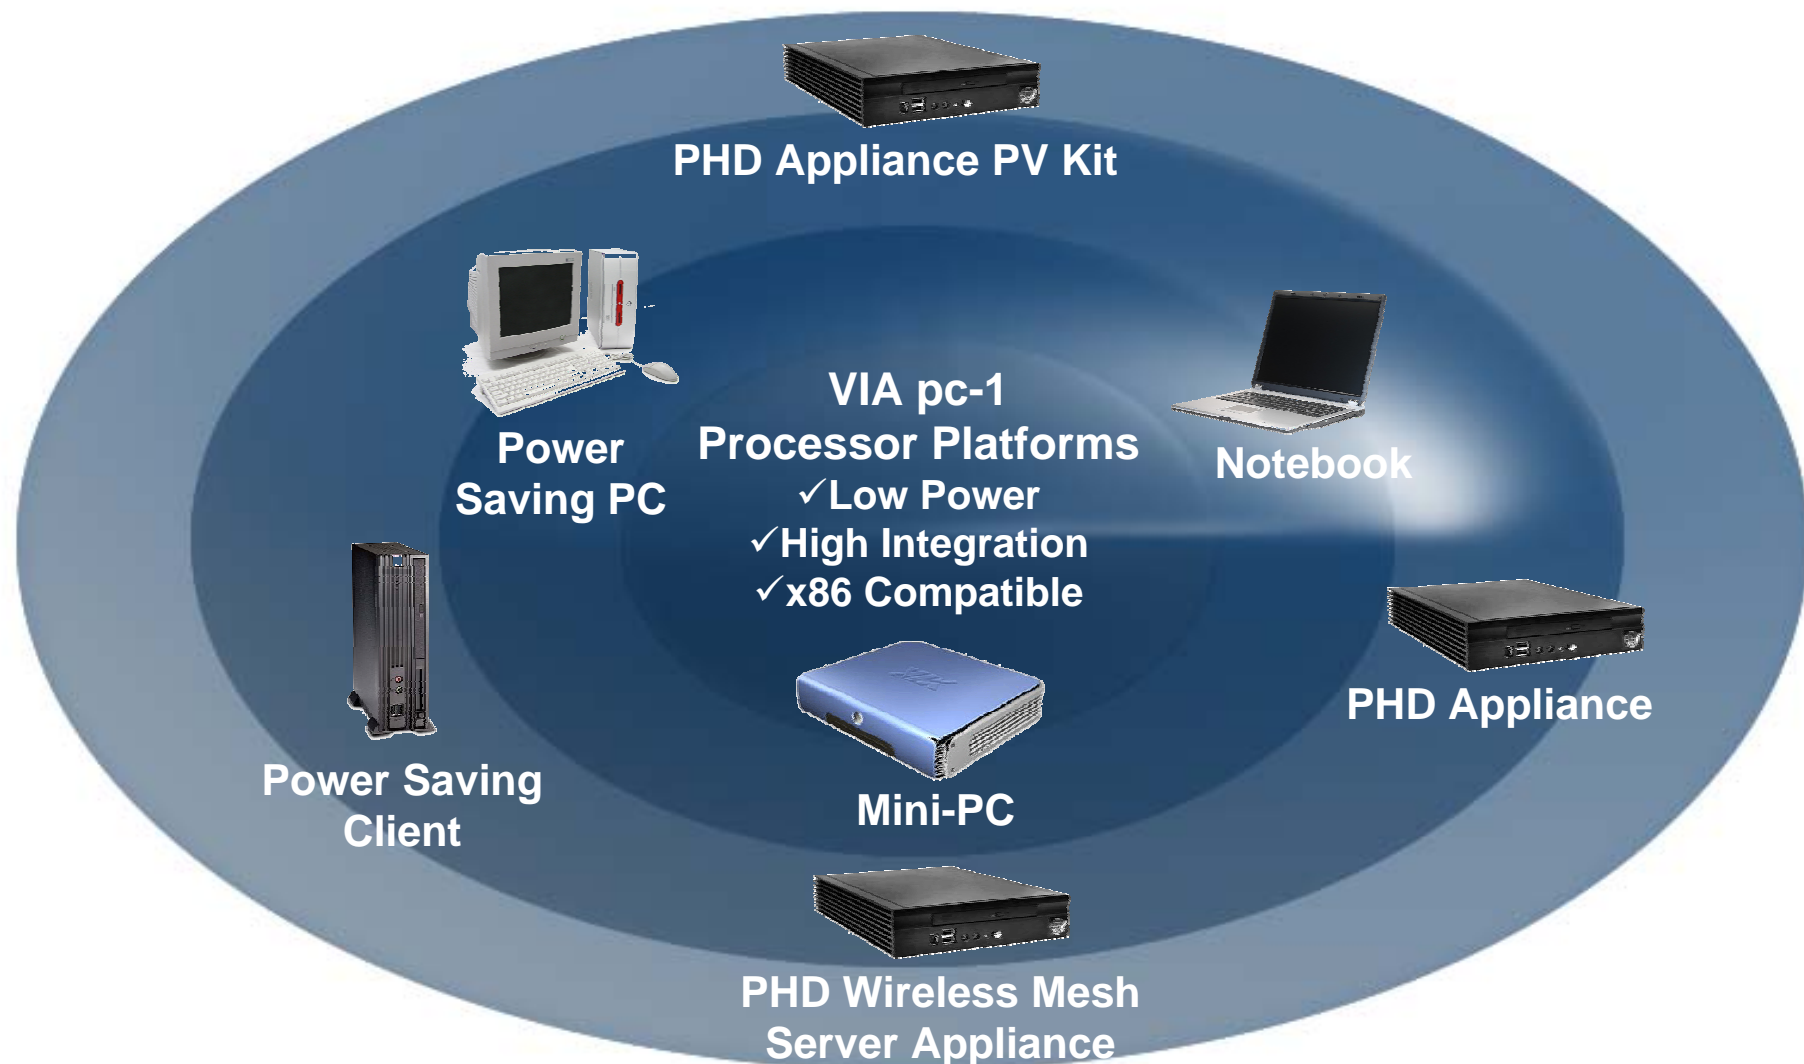 PHD Appliance PV Kit
Power
Saving PC
VIA pc-1
Processor Platforms
✓Low Power
✓High Integration
✓x86 Compatible
Notebook
PHD Appliance
Power Saving
Client
VIA
Mini-PC
PHD Wireless Mesh
Server Appliance